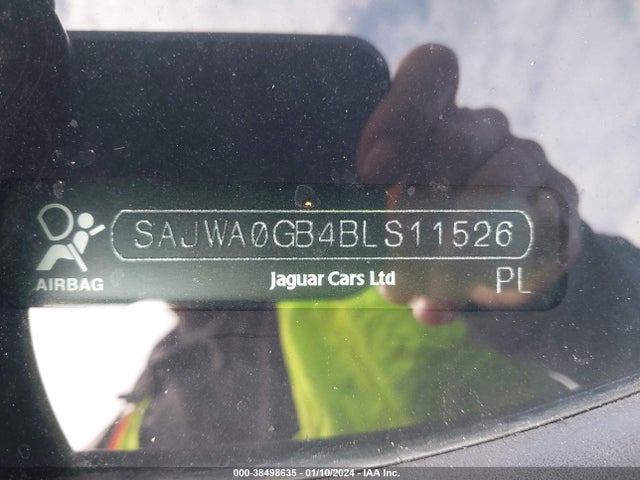 SAJWA0GB4BLS11526
AIRBAG
Jaguar Cars Ltd
PL
000-38498635 - 01/10/2024 - IAA Inc.